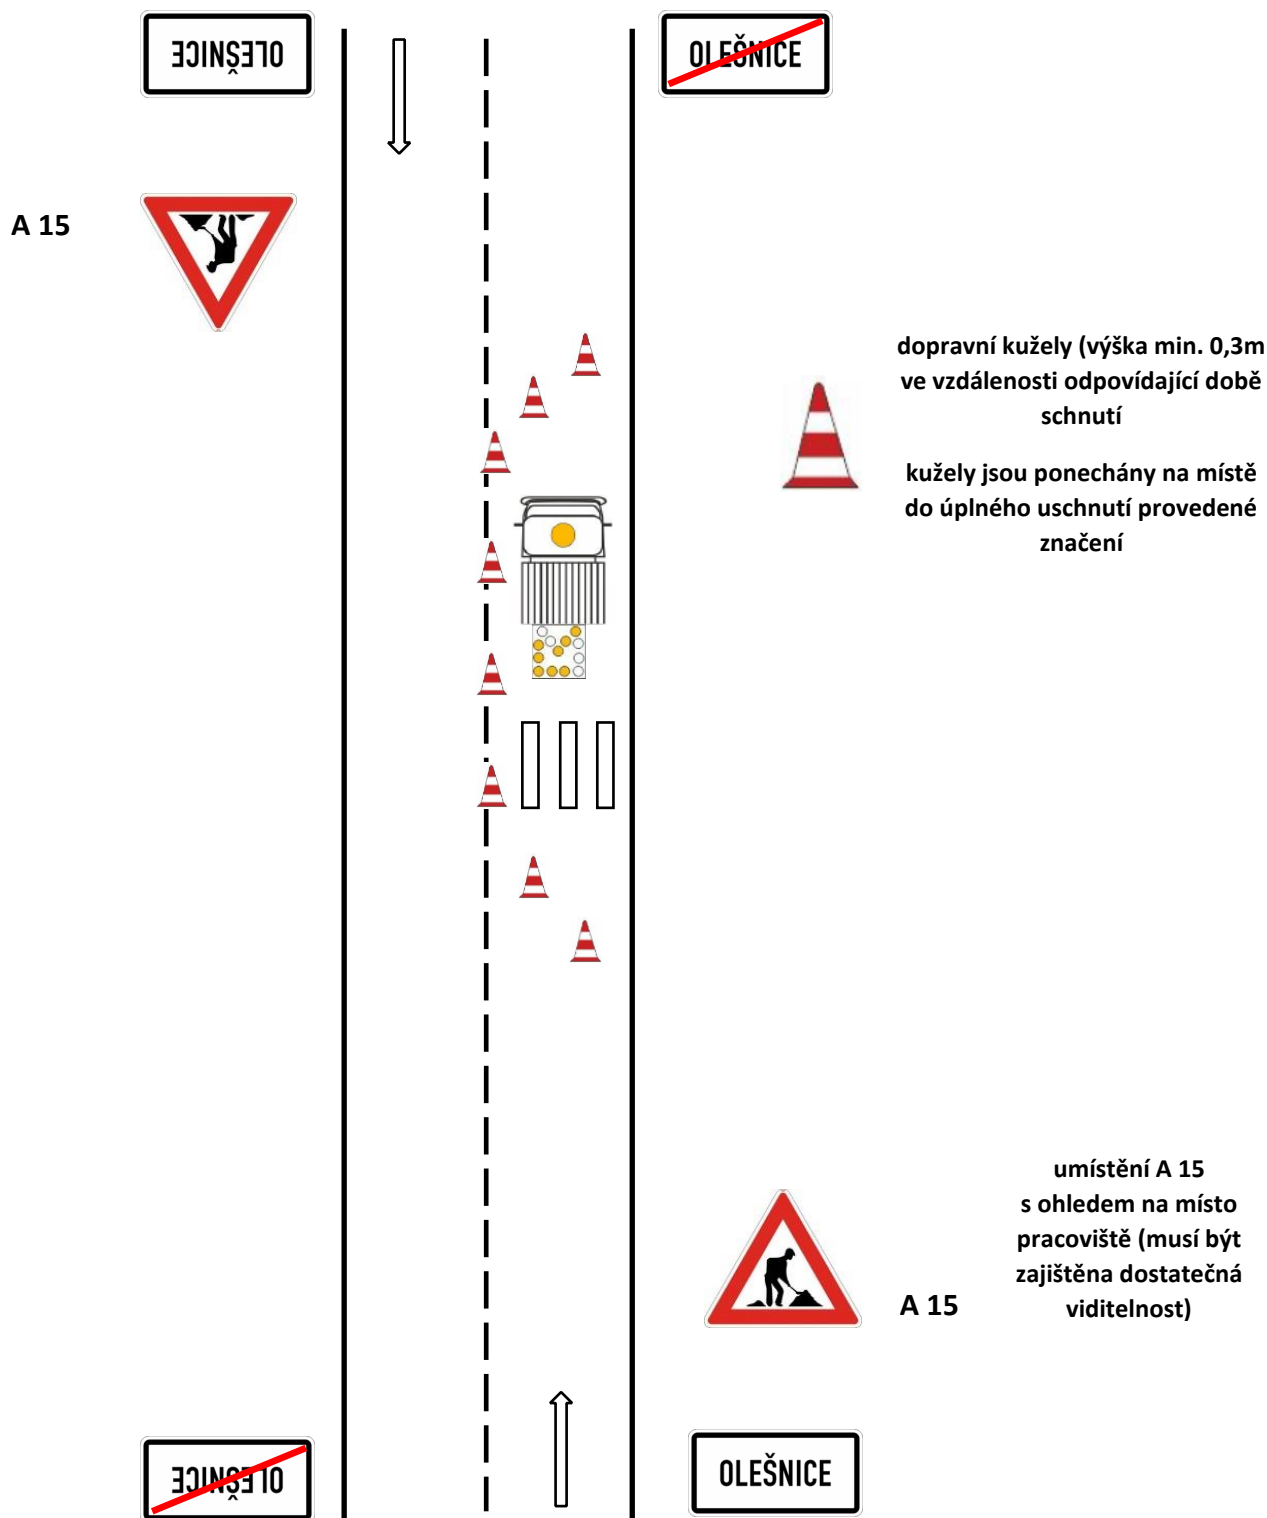 OLEŠNICE
OLEŠNICE
A 15
dopravní kužely (výška min. 0,3m
ve vzdálenosti odpovídající době
schnutí
kužely jsou ponechány na místě
do úplného uschnutí provedené
značení
umístění A 15
s ohledem na místo
pracoviště (musí být
zajištěna dostatečná
viditelnost)
A 15
OLEŠNICE
OLEŠNICE